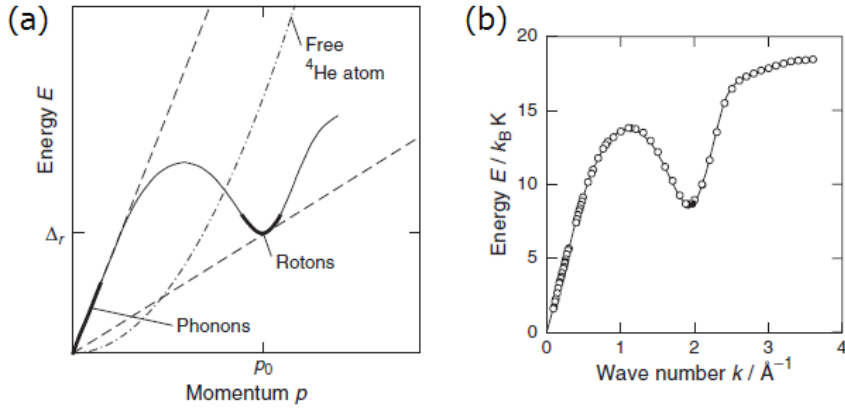 (a)
Energy E
Δr
Free
⁴He atom
Rotons
Phonons
p₀
Momentum p
(b)
Energy E / k_B K
20
15
10
5
0
0
1
2
3
4
Wave number k / Å⁻¹